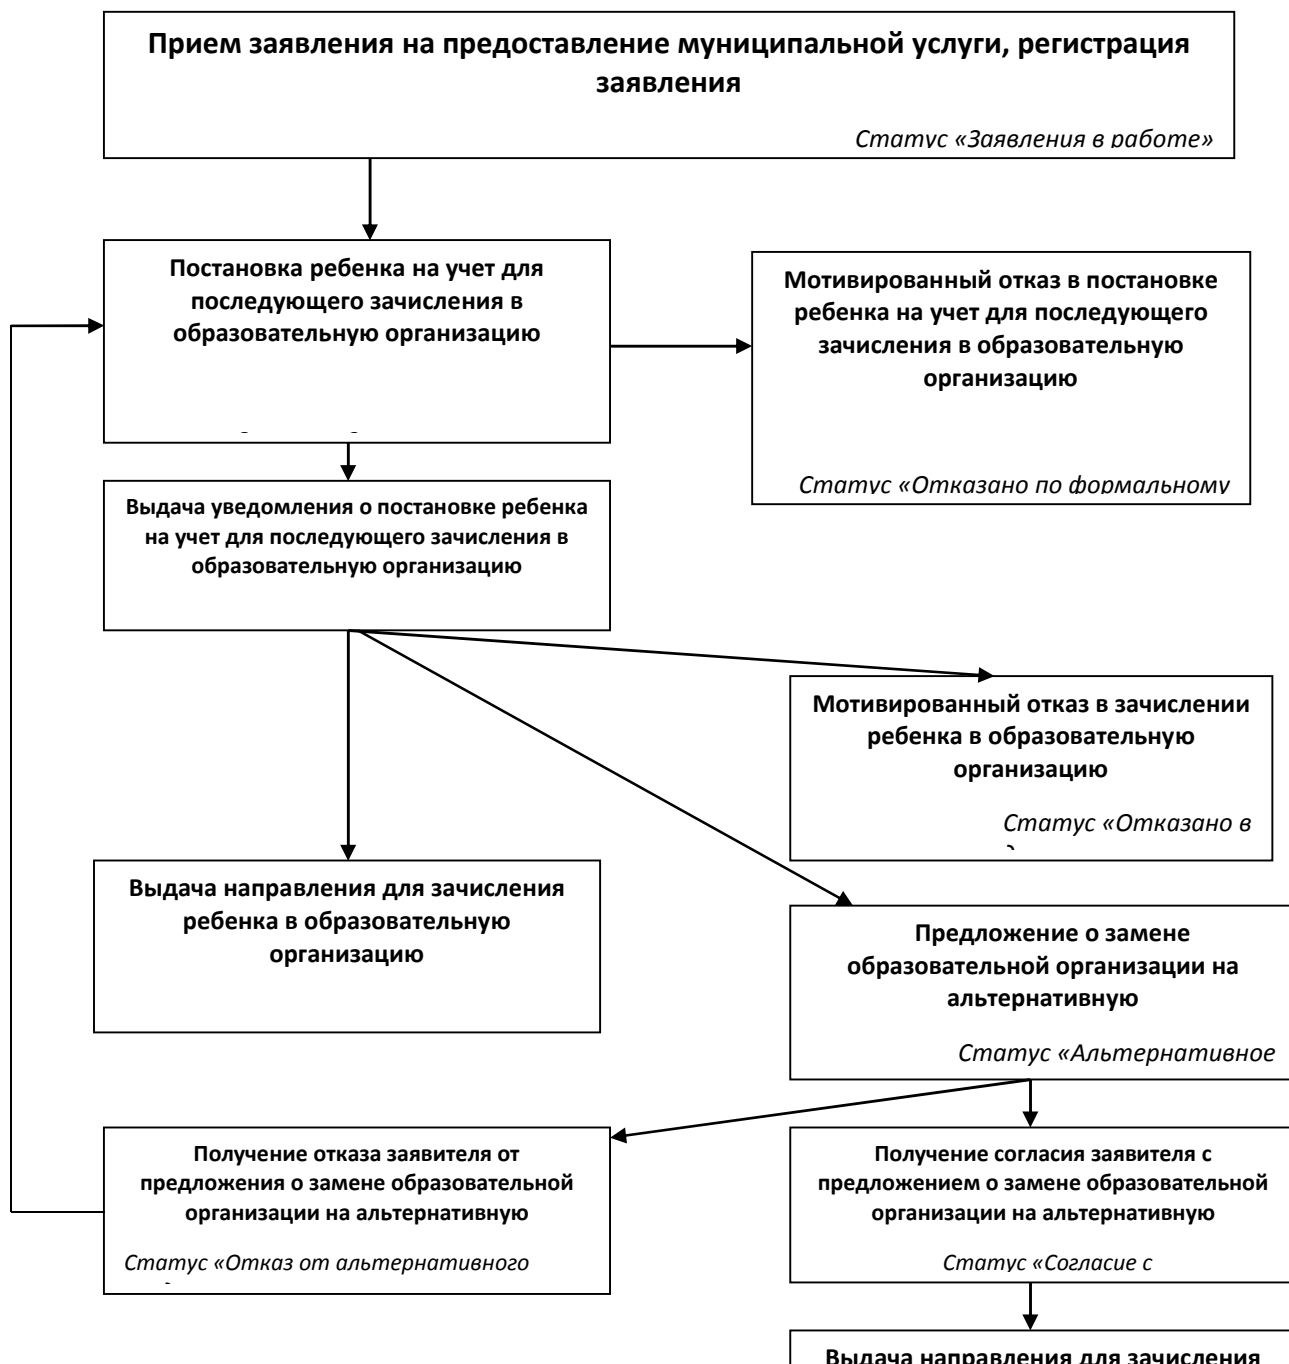 Прием заявления на предоставление муниципальной услуги, регистрация
заявления
Статус «Заявления в работе»
Постановка ребенка на учет для
последующего зачисления в
образовательную организацию
Мотивированный отказ в постановке
ребенка на учет для последующего
зачисления в образовательную
организацию
Статус «Отказано по формальному
Выдача уведомления о постановке ребенка
на учет для последующего зачисления в
образовательную организацию
Мотивированный отказ в зачислении
ребенка в образовательную
организацию
Статус «Отказано в
Выдача направления для зачисления
ребенка в образовательную
организацию
Предложение о замене
образовательной организации на
альтернативную
Статус «Альтернативное
Получение отказа заявителя от
предложения о замене образовательной
организации на альтернативную
Статус «Отказ от альтернативного
Получение согласия заявителя с
предложением о замене образовательной
организации на альтернативную
Статус «Согласие с
Выдача направления для зачисления